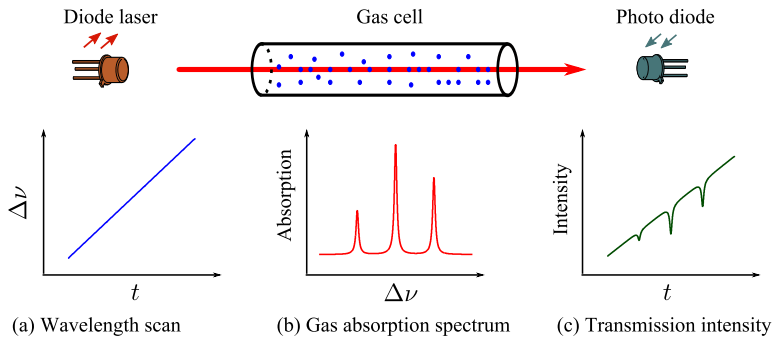 Diode laser
Gas cell
Photo diode
Δν
t
Absorption
Δν
Intensity
t
(a) Wavelength scan
(b) Gas absorption spectrum
(c) Transmission intensity